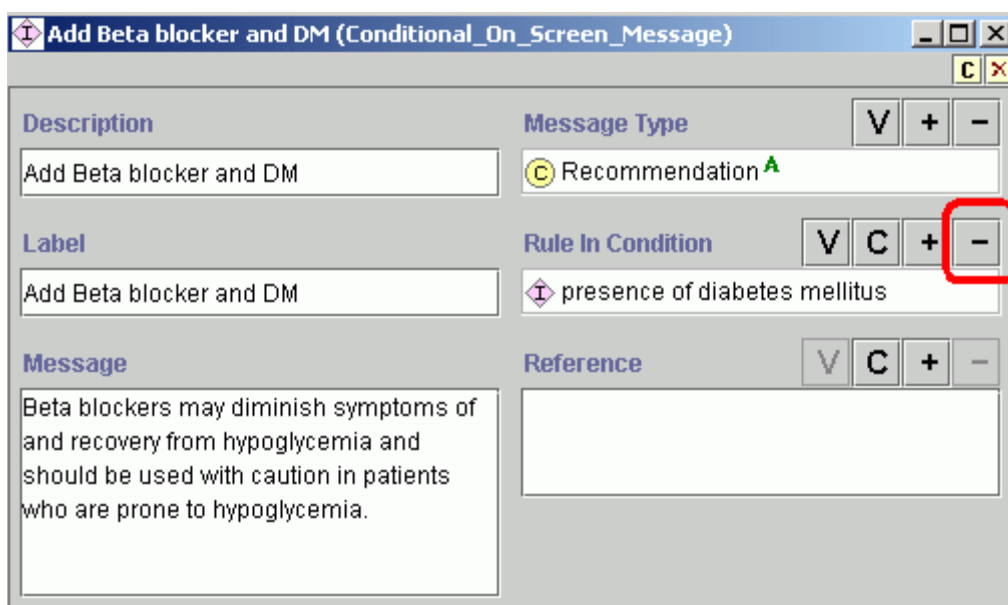 Add Beta blocker and DM (Conditional_On_Screen_Message)
C
Description
Add Beta blocker and DM
Message Type V + −
C Recommendation A
Label
Add Beta blocker and DM
Rule In Condition V C + −
I presence of diabetes mellitus
Message
Beta blockers may diminish symptoms of
and recovery from hypoglycemia and
should be used with caution in patients
who are prone to hypoglycemia.
Reference V C + −